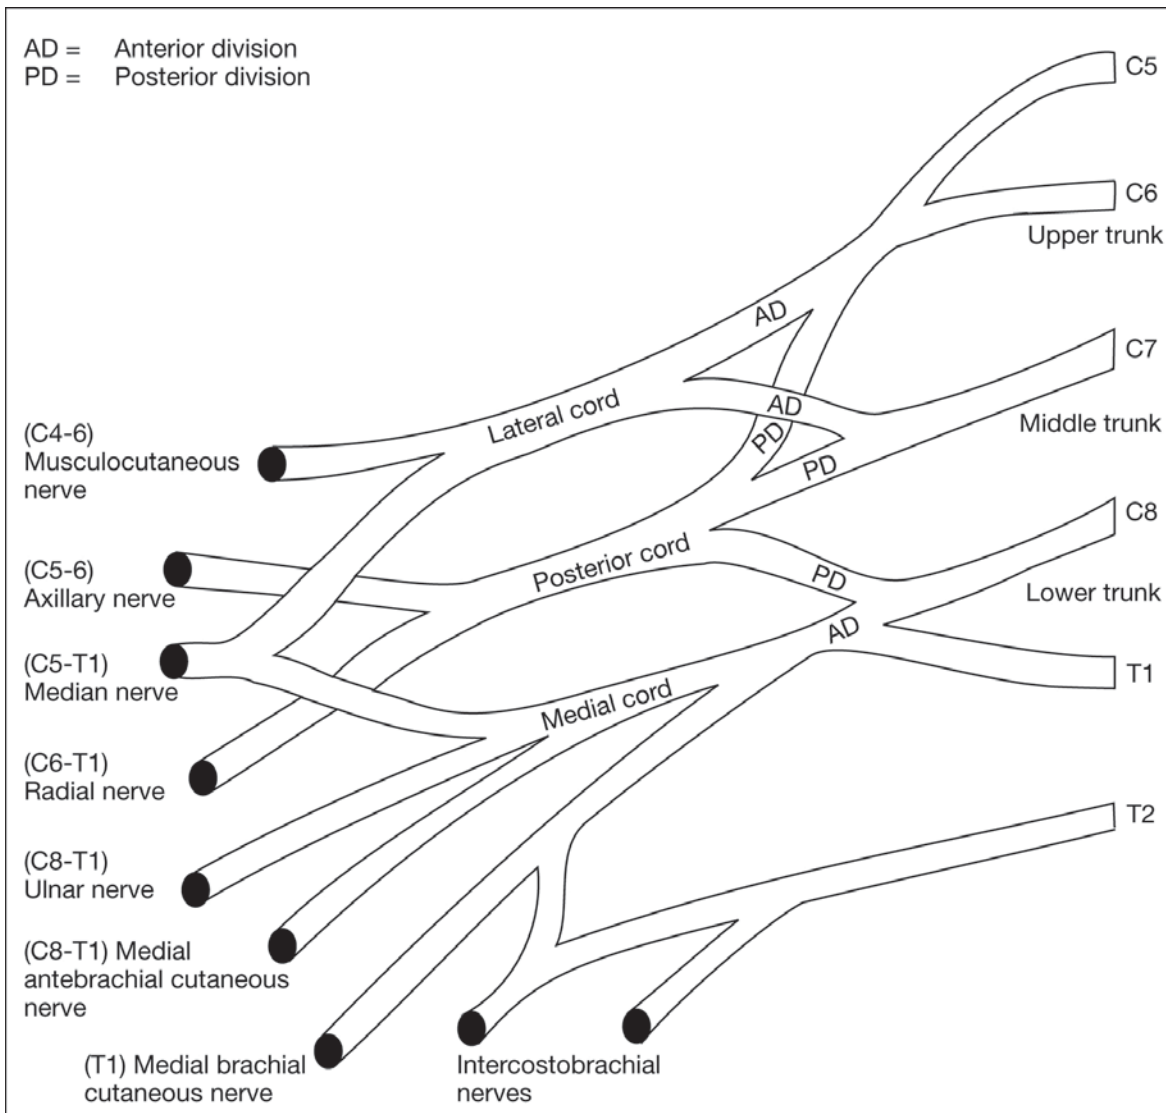 AD = Anterior division
PD = Posterior division
C5
C6
Upper trunk
AD
C7
AD
Lateral cord
Middle trunk
(C4-6)
Musculocutaneous
nerve
PD
PD
C8
Posterior cord
(C5-6)
Axillary nerve
PD
Lower trunk
AD
(C5-T1)
Median nerve
T1
Medial cord
(C6-T1)
Radial nerve
T2
(C8-T1)
Ulnar nerve
(C8-T1) Medial
antebrachial cutaneous
nerve
(T1) Medial brachial
cutaneous nerve
Intercostobrachial
nerves